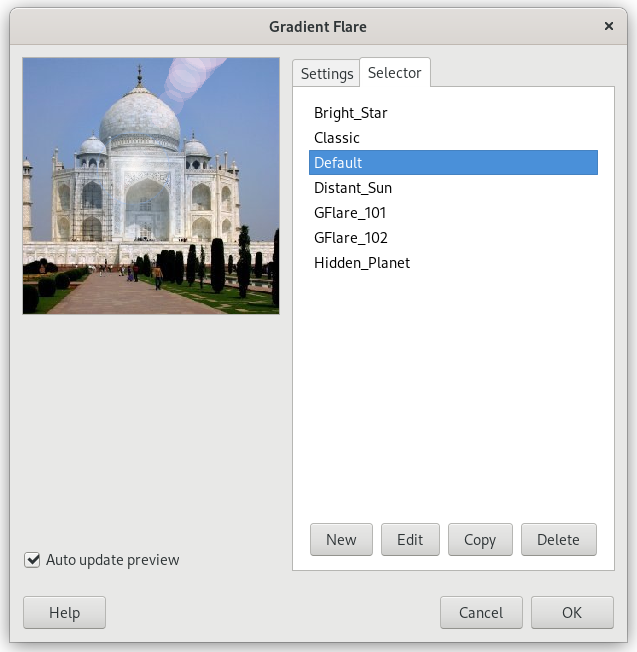 Gradient Flare
Settings Selector
Bright_Star
Classic
Default
Distant_Sun
GFlare_101
GFlare_102
Hidden_Planet
New Edit Copy Delete
Auto update preview
Help Cancel OK